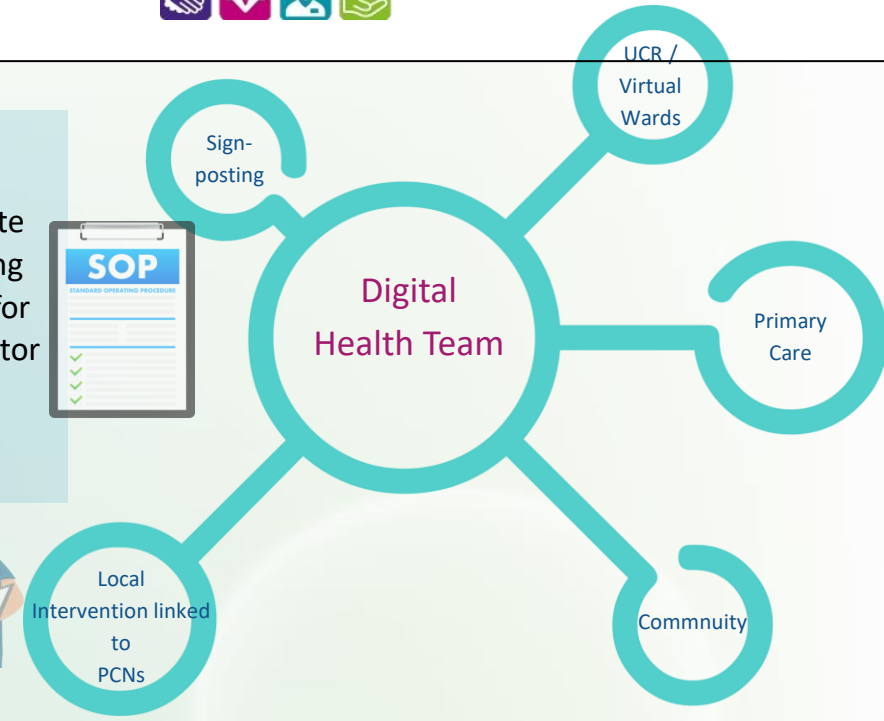 UCR /
Virtual
Wards
Sign-
posting
SOP
STANDARD OPERATING PROCEDURE
Digital
Health Team
Primary
Care
Local
Intervention linked
to
PCNs
Commnuity